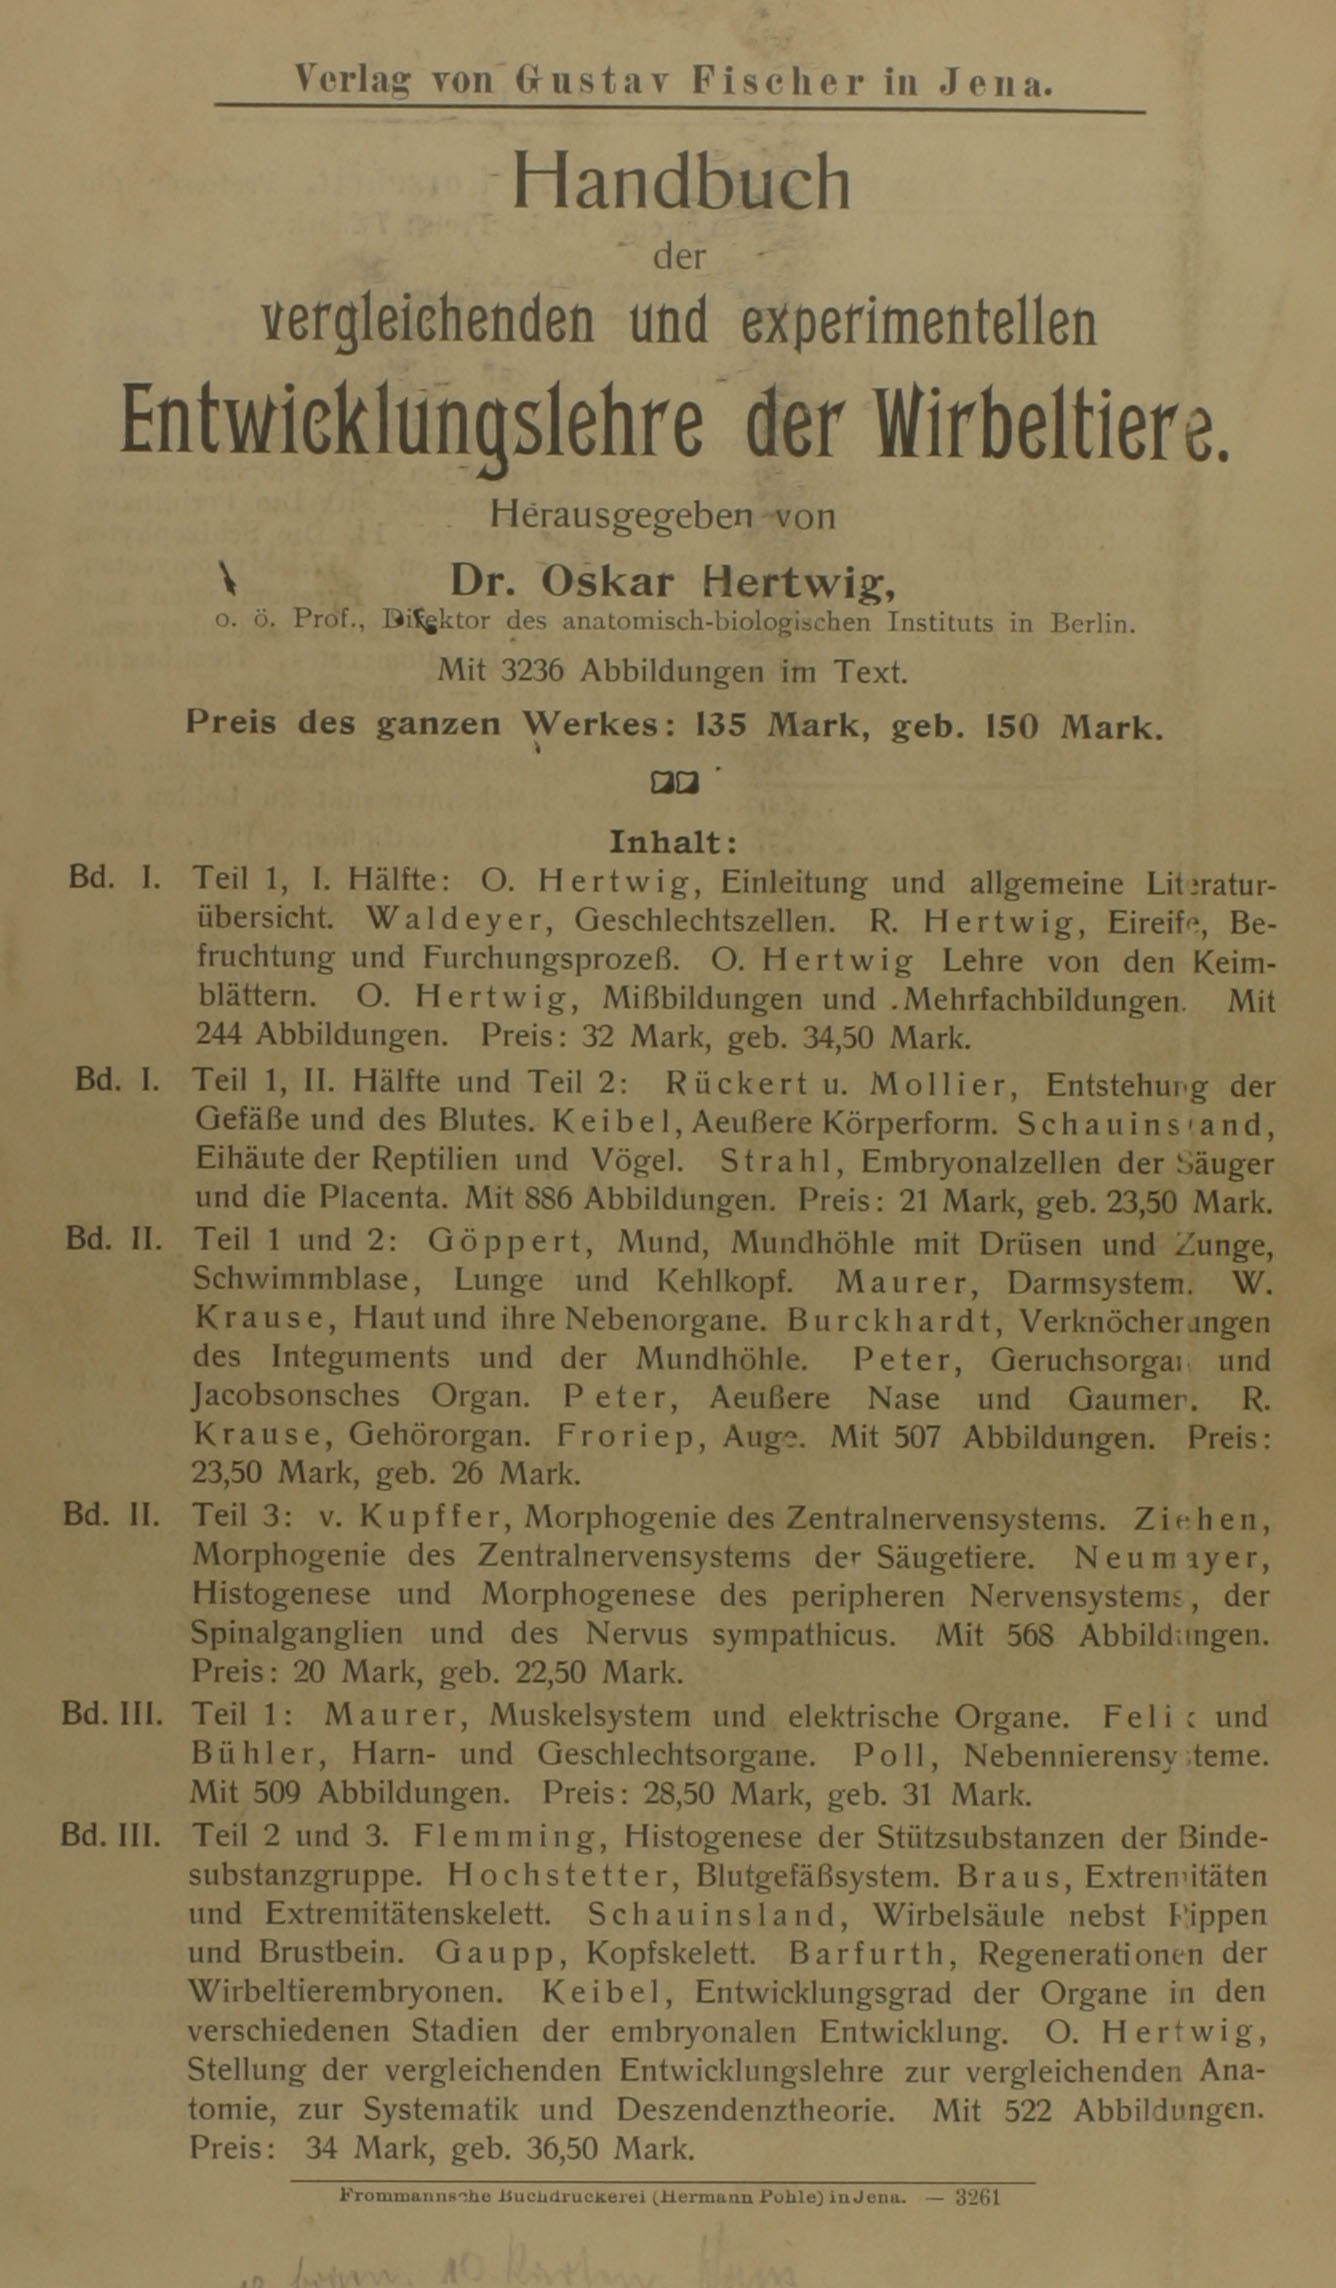 Verlag von Gustav Fischer in Jena.
Handbuch
der
vergleichenden und experimentellen
Entwicklungslehre der Wirbeltiere.
Herausgegeben von
Dr. Oskar Hertwig,
o. ö. Prof., Direktor des anatomisch-biologischen Instituts in Berlin.
Mit 3236 Abbildungen im Text.
Preis des ganzen Werkes: 135 Mark, geb. 150 Mark.
Inhalt:
Bd. I. Teil 1, I. Hälfte: O. Hertwig, Einleitung und allgemeine Literatur-
übersicht. Waldeyer, Geschlechtszellen. R. Hertwig, Eireife, Be-
fruchtung und Furchungsprozeß. O. Hertwig Lehre von den Keim-
blättern. O. Hertwig, Mißbildungen und Mehrfachbildungen. Mit
244 Abbildungen. Preis: 32 Mark, geb. 34,50 Mark.
Bd. I. Teil 1, II. Hälfte und Teil 2: Rückert u. Mollier, Entstehung der
Gefäße und des Blutes. Keibel, Aeußere Körperform. Schauinsland,
Eihäute der Reptilien und Vögel. Strahl, Embryonalzellen der Säuger
und die Placenta. Mit 886 Abbildungen. Preis: 21 Mark, geb. 23,50 Mark.
Bd. II. Teil 1 und 2: Göppert, Mund, Mundhöhle mit Drüsen und Zunge,
Schwimmblase, Lunge und Kehlkopf. Maurer, Darmsystem. W.
Krause, Haut und ihre Nebenorgane. Burckhardt, Verknöcherungen
des Integuments und der Mundhöhle. Peter, Geruchsorgan und
Jacobsonsches Organ. Peter, Aeußere Nase und Gaumen. R.
Krause, Gehörorgan. Froriep, Auge. Mit 507 Abbildungen. Preis:
23,50 Mark, geb. 26 Mark.
Bd. II. Teil 3: v. Kupffer, Morphogenie des Zentralnervensystems. Ziehen,
Morphogenie des Zentralnervensystems der Säugetiere. Neumayer,
Histogenese und Morphogenese des peripheren Nervensystems, der
Spinalganglien und des Nervus sympathicus. Mit 568 Abbildungen.
Preis: 20 Mark, geb. 22,50 Mark.
Bd. III. Teil 1: Maurer, Muskelsystem und elektrische Organe. Felix und
Bühler, Harn- und Geschlechtsorgane. Poll, Nebennierensysteme.
Mit 509 Abbildungen. Preis: 28,50 Mark, geb. 31 Mark.
Bd. III. Teil 2 und 3. Flemming, Histogenese der Stützsubstanzen der Binde-
substanzgruppe. Hochstetter, Blutgefäßsystem. Braus, Extremitäten
und Extremitätenskelett. Schauinsland, Wirbelsäule nebst Rippen
und Brustbein. Gaupp, Kopfskelett. Barfurth, Regenerationen der
Wirbeltierembryonen. Keibel, Entwicklungsgrad der Organe in den
verschiedenen Stadien der embryonalen Entwicklung. O. Hertwig,
Stellung der vergleichenden Entwicklungslehre zur vergleichenden Ana-
tomie, zur Systematik und Deszendenztheorie. Mit 522 Abbildungen.
Preis: 34 Mark, geb. 36,50 Mark.
Frommannsche Buchdruckerei (Hermann Pohle) in Jena. — 3261